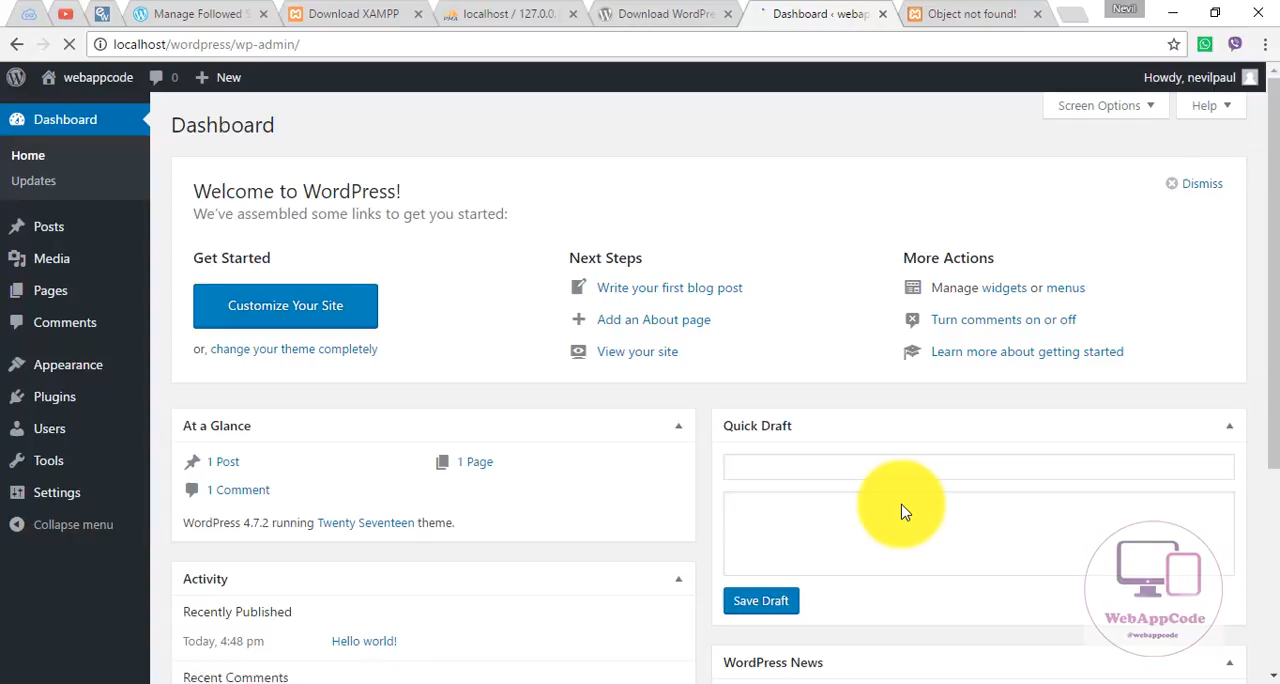 Nevil
Manage Followed S
Download XAMPP
localhost / 127.0.0.
Download WordPre
Dashboard ‹ webap
Object not found!
localhost/wordpress/wp-admin/
webappcode
0
New
Howdy, nevilpaul
Screen Options
Help
Dashboard
Home
Updates
Posts
Media
Pages
Comments
Appearance
Plugins
Users
Tools
Settings
Collapse menu
Dashboard
Welcome to WordPress!
We've assembled some links to get you started:
Dismiss
Get Started
Customize Your Site
or, change your theme completely
Next Steps
Write your first blog post
Add an About page
View your site
More Actions
Manage widgets or menus
Turn comments on or off
Learn more about getting started
At a Glance
1 Post
1 Page
1 Comment
WordPress 4.7.2 running Twenty Seventeen theme.
Activity
Recently Published
Today, 4:48 pm
Hello world!
Recent Comments
Quick Draft
Save Draft
WordPress News
WebAppCode
@webappcode